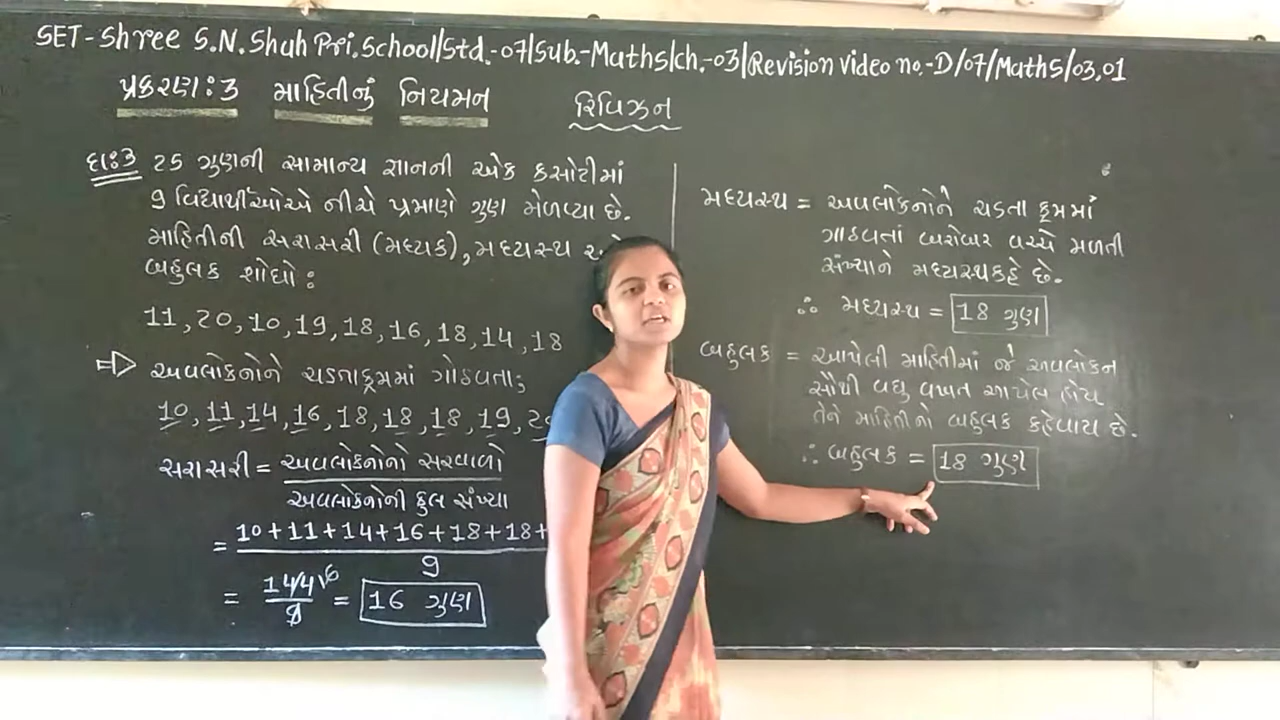 SET-Shree S.N.Shah Pri.School/Std.-07/Sub.-Maths/ch.-03/Revision video no.-D/07/Maths/03.01
પ્રકરણ:3 માહિતીનું નિયમન રિવિઝન
દા:3 25 ગુણની સામાન્ય જ્ઞાનની એક કસોટીમાં
9 વિદ્યાર્થીઓએ નીચે પ્રમાણે ગુણ મેળવ્યા છે.
માહિતીની સરાસરી (મધ્યક), મધ્યસ્થ
બહુલક શોધો:
11, 20, 10, 19, 18, 16, 18, 14, 18
⇨ અવલોકનોને ચડતાક્રમમાં ગોઠવતા;
10, 11, 14, 16, 18, 18, 18, 19,
સરાસરી = અવલોકનોનો સરવાળો
અવલોકનોની કુલ સંખ્યા
= 10+11+14+16+18+18+
9
= 144 16
9 = 16 ગુણ
મધ્યસ્થ = અવલોકનોને ચડતા ક્રમમાં
ગોઠવતાં બરોબર વચ્ચે મળતી
સંખ્યાને મધ્યસ્થ કહે છે.
∴ મધ્યસ્થ = 18 ગુણ
બહુલક = આપેલી માહિતીમાં જે અવલોકન
સૌથી વધુ વખત આપેલ હોય
તેને માહિતીનો બહુલક કહેવાય છે.
∴ બહુલક = 18 ગુણ